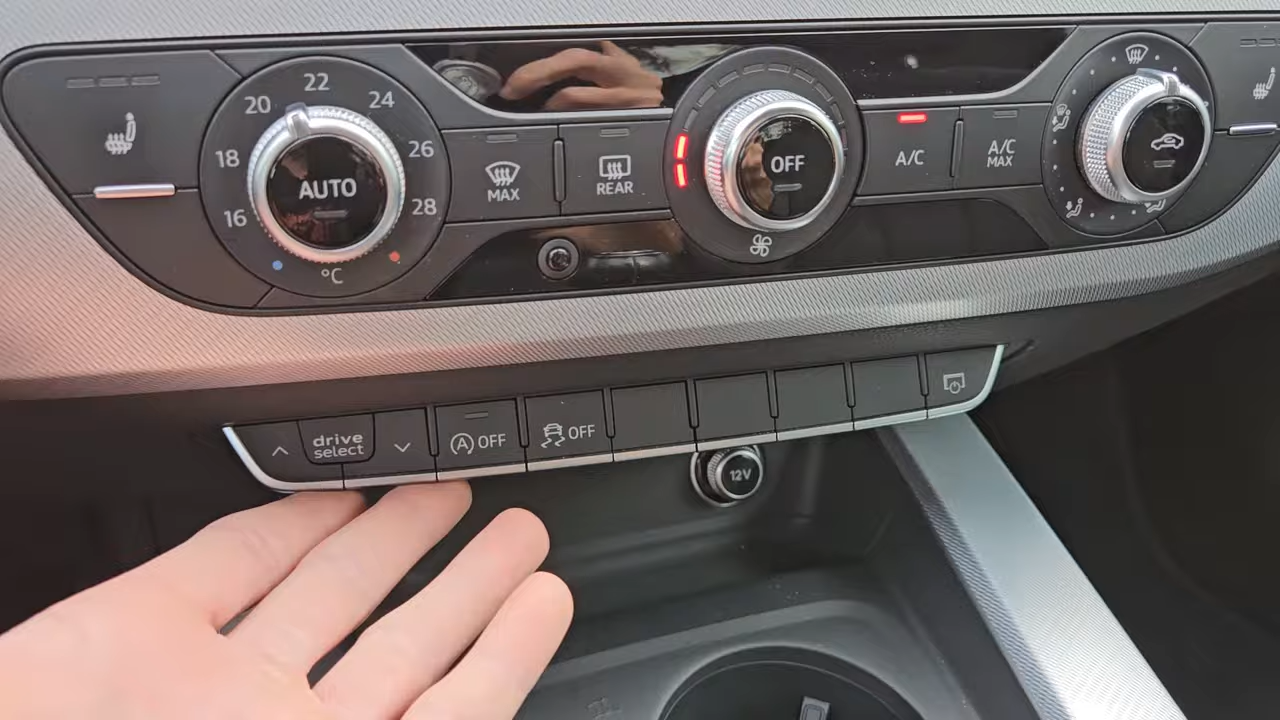 22
20
24
18
26
16
28
AUTO
°C
MAX
REAR
OFF
A/C
A/C
MAX
drive
select
A OFF
OFF
12V